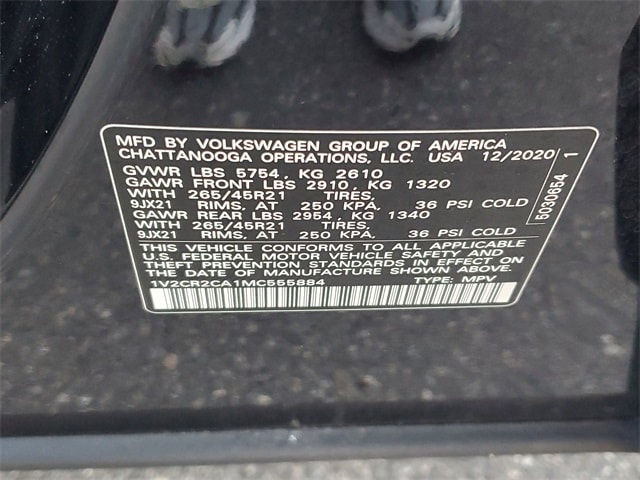 MFD BY VOLKSWAGEN GROUP OF AMERICA
CHATTANOOGA OPERATIONS, LLC. USA 12/2020
GVWR LBS 5754, KG 2610
GAWR FRONT LBS 2910, KG 1320
WITH 265/45R21 TIRES,
9JX21 RIMS, AT 250 KPA, 36 PSI COLD
GAWR REAR LBS 2954, KG 1340
WITH 265/45R21 TIRES,
9JX21 RIMS, AT 250 KPA, 36 PSI COLD
THIS VEHICLE CONFORMS TO ALL APPLICABLE
U.S. FEDERAL MOTOR VEHICLE SAFETY AND
THEFT PREVENTION STANDARDS IN EFFECT ON
THE DATE OF MANUFACTURE SHOWN ABOVE.
1V2CR2CA1MC555884 TYPE: MPV
5030654 1